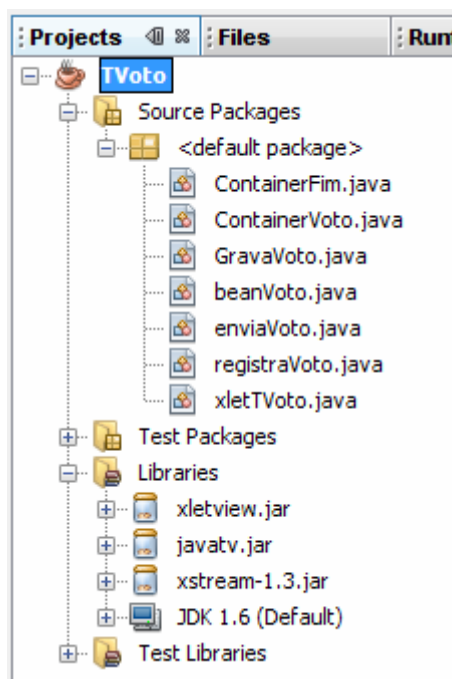 Projects Files Run
TVoto
Source Packages
<default package>
ContainerFim.java
ContainerVoto.java
GravaVoto.java
beanVoto.java
enviaVoto.java
registraVoto.java
xletTVoto.java
Test Packages
Libraries
xletview.jar
javatv.jar
xstream-1.3.jar
JDK 1.6 (Default)
Test Libraries